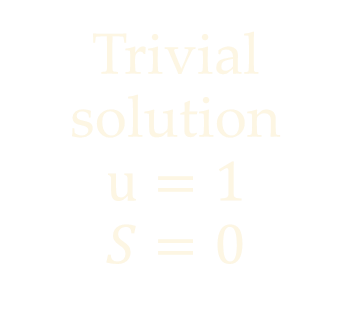 Trivial
solution
u = 1
S = 0